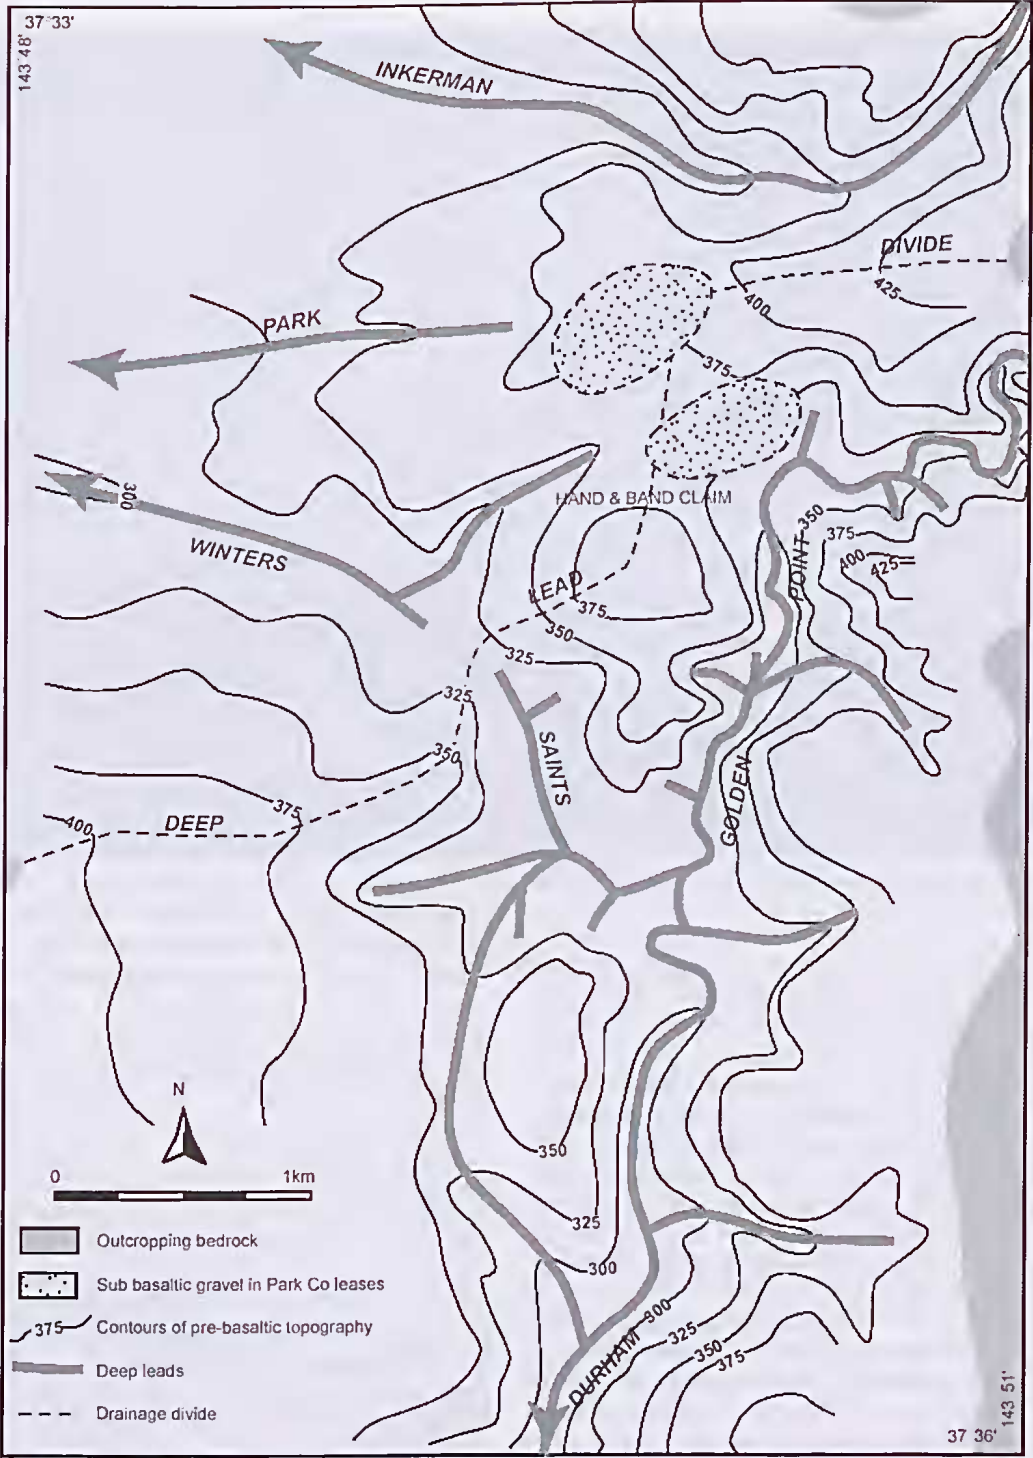 37°33'
143°48'
INKERMAN
DIVIDE
425
400
PARK
375
300
HAND & BAND CLAIM
350
375
400
425
POINT
WINTERS
LEAD
375
350
325
325
SAINTS
350
GOLDEN
375
400
DEEP
N
350
0
1km
325
300
Outcropping bedrock
Sub basaltic gravel in Park Co leases
375
Contours of pre-basaltic topography
300
325
350
375
DURHAM
Deep leads
Drainage divide
143 51'
37 36'